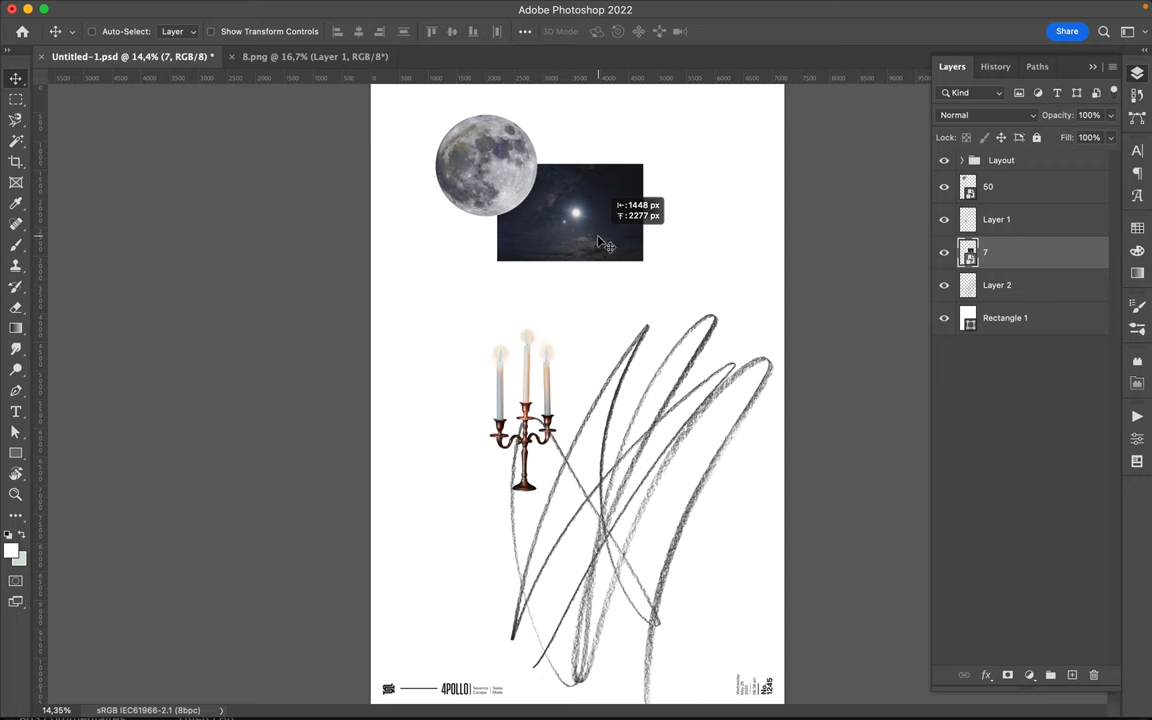 Adobe Photoshop 2022
Auto-Select: Layer Show Transform Controls 3D Mode: Share
Untitled-1.psd @ 14,4% (7, RGB/8) * 8.png @ 16,7% (Layer 1, RGB/8*)
Layers History Paths
Kind
Normal Opacity: 100%
Lock: Fill: 100%
Layout
50
Layer 1
7
Layer 2
Rectangle 1
1448 px
2277 px
4POLLO
No. 1245
14,35% sRGB IEC61966-2.1 (8bpc)